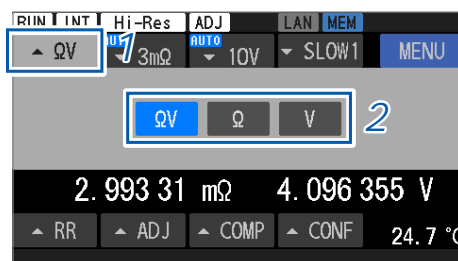 RUN INT Hi-Res ADJ LAN MEM
▲ ΩV 1 AUTO ▼ 3mΩ AUTO ▼ 10V ▼ SLOW1 MENU
ΩV Ω V 2
2.993 31 mΩ 4.096 355 V
▲ RR ▲ ADJ ▲ COMP ▲ CONF 24.7 °C